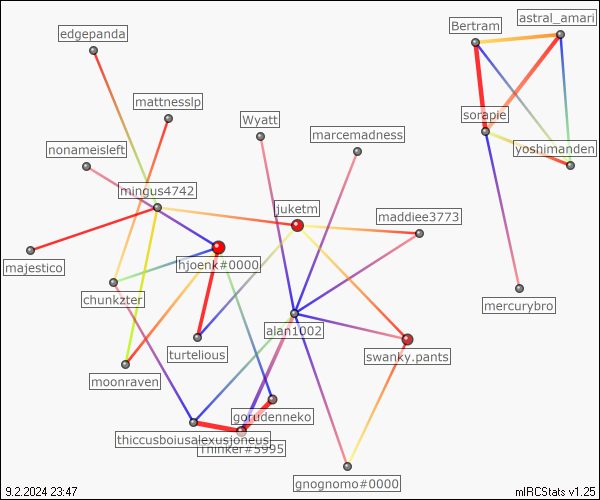 astral_amari
Bertram
edgepanda
mattnesslp
sorapie
Wyatt
marcemadness
nonameisleft
yoshimanden
mingus4742
juketm
maddiee3773
hjoenk#0000
majestico
chunkzter
mercurybro
alan1002
turtelious
swanky.pants
moonraven
gorudenneko
thiccusboiusalexusjoneus
Thinker#5995
gnognomo#0000
9.2.2024 23:47
mIRCStats v1.25